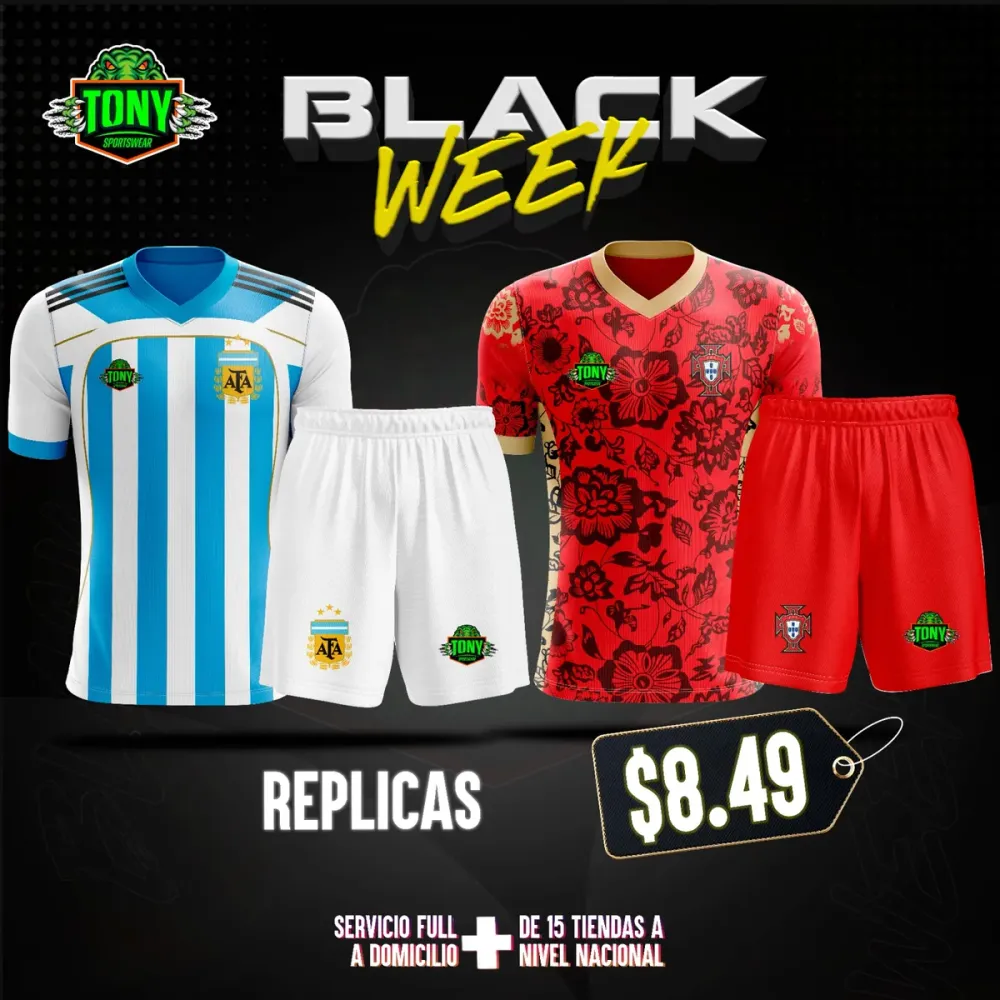 TONY
SPORTSWEAR
BLACK
WEEK
TONY
AFA
TONY
AFA
TONY
TONY
REPLICAS
$8.49
SERVICIO FULL
A DOMICILIO
+
DE 15 TIENDAS A
NIVEL NACIONAL